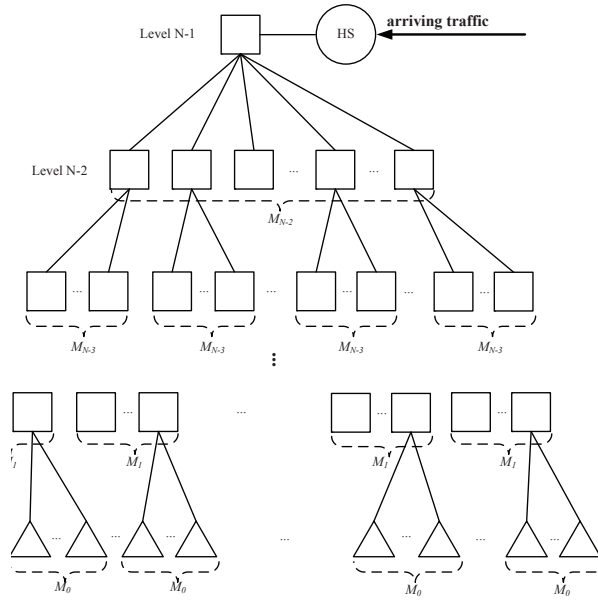 Level N-1
HS
arriving traffic
Level N-2
... ...
M_{N-2}
... ... ... ...
M_{N-3} M_{N-3} M_{N-3} M_{N-3}
⋮
... ... ... ...
M_1 M_1 M_1
... ... ... ... ... ...
M_0 M_0 M_0 M_0